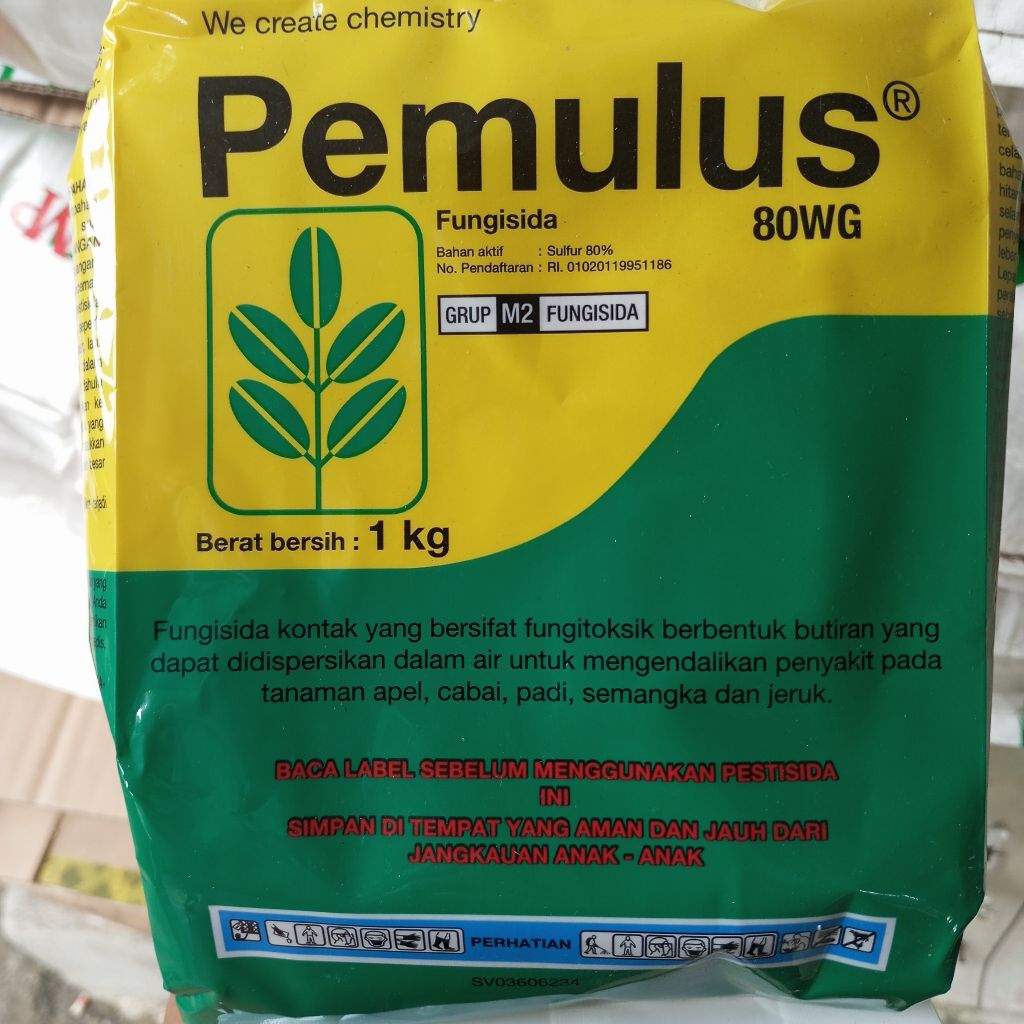 We create chemistry
Pemulus®
80WG
Fungisida
Bahan aktif : Sulfur 80%
No. Pendaftaran : RI. 01020119951186
GRUP M2 FUNGISIDA
Berat bersih : 1 kg
Fungisida kontak yang bersifat fungitoksik berbentuk butiran yang
dapat didispersikan dalam air untuk mengendalikan penyakit pada
tanaman apel, cabai, padi, semangka dan jeruk.
BACA LABEL SEBELUM MENGGUNAKAN PESTISIDA
INI
SIMPAN DI TEMPAT YANG AMAN DAN JAUH DARI
JANGKAUAN ANAK - ANAK
PERHATIAN
SV03606234